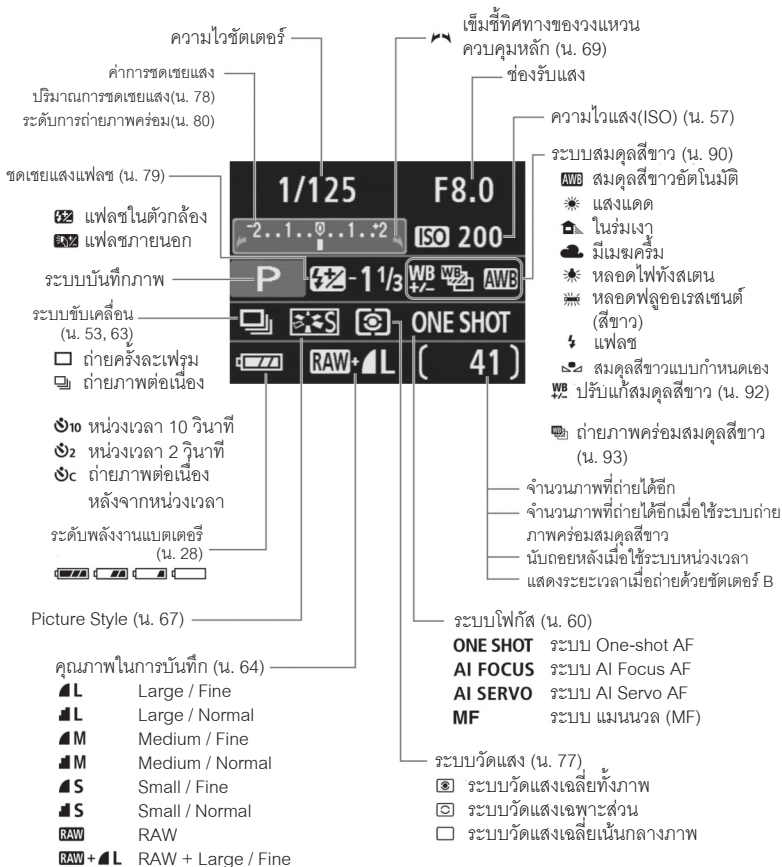 ความไวชัตเตอร์
เข็มชี้ทิศทางของวงแหวน
ควบคุมหลัก (น. 69)
ค่าการชดเชยแสง
ปริมาณการชดเชยแสง(น. 78)
ระดับการถ่ายภาพคร่อม(น. 80)
ช่องรับแสง
ความไวแสง(ISO) (น. 57)
ชดเชยแสงแฟลช (น. 79)
แฟลชในตัวกล้อง
แฟลชภายนอก
ระบบบันทึกภาพ
ระบบขับเคลื่อน
(น. 53, 63)
ถ่ายครั้งละเฟรม
ถ่ายภาพต่อเนื่อง
10 หน่วงเวลา 10 วินาที
2 หน่วงเวลา 2 วินาที
C ถ่ายภาพต่อเนื่อง
หลังจากหน่วงเวลา
ระดับพลังงานแบตเตอรี่
(น. 28)
1/125 F8.0
-2..1..0..1..+2 ISO 200
P -1 1/3 WB +/- WB AWB
S ONE SHOT
RAW+L [ 41 ]
ระบบสมดุลสีขาว (น. 90)
AWB สมดุลสีขาวอัตโนมัติ
แสงแดด
ในร่มเงา
มีเมฆครึ้ม
หลอดไฟทังสเตน
หลอดฟลูออเรสเซนต์
(สีขาว)
แฟลช
สมดุลสีขาวแบบกำหนดเอง
WB +/- ปรับแก้สมดุลสีขาว (น. 92)
WB ถ่ายภาพคร่อมสมดุลสีขาว
(น. 93)
จำนวนภาพที่ถ่ายได้อีก
จำนวนภาพที่ถ่ายได้อีกเมื่อใช้ระบบถ่าย
ภาพคร่อมสมดุลสีขาว
นับถอยหลังเมื่อใช้ระบบหน่วงเวลา
แสดงระยะเวลาเมื่อถ่ายด้วยชัตเตอร์ B
Picture Style (น. 67)
คุณภาพในการบันทึก (น. 64)
L Large / Fine
L Large / Normal
M Medium / Fine
M Medium / Normal
S Small / Fine
S Small / Normal
RAW RAW
RAW + L RAW + Large / Fine
ระบบโฟกัส (น. 60)
ONE SHOT ระบบ One-shot AF
AI FOCUS ระบบ AI Focus AF
AI SERVO ระบบ AI Servo AF
MF ระบบ แมนนวล (MF)
ระบบวัดแสง (น. 77)
ระบบวัดแสงเฉลี่ยทั้งภาพ
ระบบวัดแสงเฉพาะส่วน
ระบบวัดแสงเฉลี่ยเน้นกลางภาพ